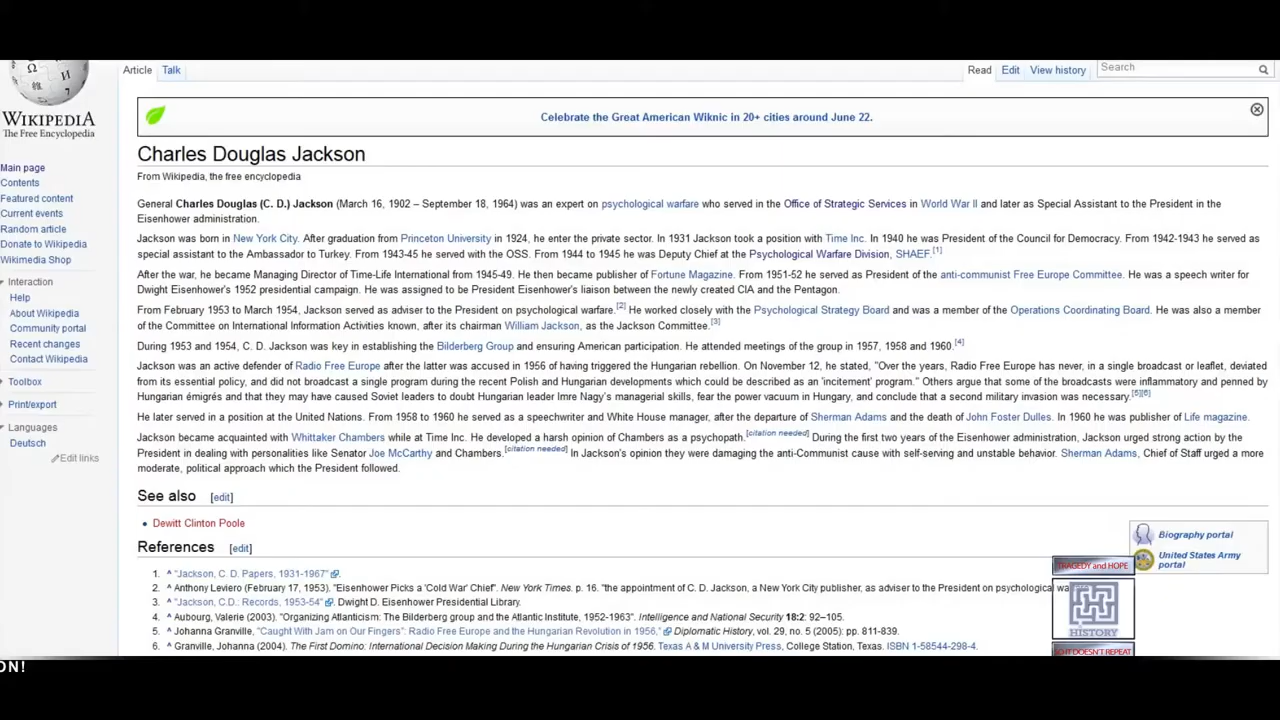 Article Talk Read Edit View history Search
WIKIPEDIA
The Free Encyclopedia
Celebrate the Great American Wiknic in 20+ cities around June 22.
Main page
Contents
Featured content
Current events
Random article
Donate to Wikipedia
Wikimedia Shop
Interaction
Help
About Wikipedia
Community portal
Recent changes
Contact Wikipedia
Toolbox
Print/export
Languages
Deutsch
Edit links
Charles Douglas Jackson
From Wikipedia, the free encyclopedia
General Charles Douglas (C. D.) Jackson (March 16, 1902 – September 18, 1964) was an expert on psychological warfare who served in the Office of Strategic Services in World War II and later as Special Assistant to the President in the
Eisenhower administration.
Jackson was born in New York City. After graduation from Princeton University in 1924, he enter the private sector. In 1931 Jackson took a position with Time Inc. In 1940 he was President of the Council for Democracy. From 1942-1943 he served as
special assistant to the Ambassador to Turkey. From 1943-45 he served with the OSS. From 1944 to 1945 he was Deputy Chief at the Psychological Warfare Division, SHAEF.[1]
After the war, he became Managing Director of Time-Life International from 1945-49. He then became publisher of Fortune Magazine. From 1951-52 he served as President of the anti-communist Free Europe Committee. He was a speech writer for
Dwight Eisenhower's 1952 presidential campaign. He was assigned to be President Eisenhower's liaison between the newly created CIA and the Pentagon.
From February 1953 to March 1954, Jackson served as adviser to the President on psychological warfare.[2] He worked closely with the Psychological Strategy Board and was a member of the Operations Coordinating Board. He was also a member
of the Committee on International Information Activities known, after its chairman William Jackson, as the Jackson Committee.[3]
During 1953 and 1954, C. D. Jackson was key in establishing the Bilderberg Group and ensuring American participation. He attended meetings of the group in 1957, 1958 and 1960.[4]
Jackson was an active defender of Radio Free Europe after the latter was accused in 1956 of having triggered the Hungarian rebellion. On November 12, he stated, "Over the years, Radio Free Europe has never, in a single broadcast or leaflet, deviated
from its essential policy, and did not broadcast a single program during the recent Polish and Hungarian developments which could be described as an 'incitement' program." Others argue that some of the broadcasts were inflammatory and penned by
Hungarian émigrés and that they may have caused Soviet leaders to doubt Hungarian leader Imre Nagy's managerial skills, fear the power vacuum in Hungary, and conclude that a second military invasion was necessary.[5][6]
He later served in a position at the United Nations. From 1958 to 1960 he served as a speechwriter and White House manager, after the departure of Sherman Adams and the death of John Foster Dulles. In 1960 he was publisher of Life magazine.
Jackson became acquainted with Whittaker Chambers while at Time Inc. He developed a harsh opinion of Chambers as a psychopath.[citation needed] During the first two years of the Eisenhower administration, Jackson urged strong action by the
President in dealing with personalities like Senator Joe McCarthy and Chambers.[citation needed] In Jackson's opinion they were damaging the anti-Communist cause with self-serving and unstable behavior. Sherman Adams, Chief of Staff urged a more
moderate, political approach which the President followed.
See also [edit]
Dewitt Clinton Poole
References [edit]
1. ^ "Jackson, C. D. Papers, 1931-1967".
2. ^ Anthony Leviero (February 17, 1953). "Eisenhower Picks a 'Cold War' Chief". New York Times. p. 16. "the appointment of C. D. Jackson, a New York City publisher, as adviser to the President on psychological wa
3. ^ "Jackson, C.D.: Records, 1953-54". Dwight D. Eisenhower Presidential Library.
4. ^ Aubourg, Valerie (2003). "Organizing Atlanticism: The Bilderberg group and the Atlantic Institute, 1952-1963". Intelligence and National Security 18:2: 92–105.
5. ^ Johanna Granville, "Caught With Jam on Our Fingers": Radio Free Europe and the Hungarian Revolution in 1956," Diplomatic History, vol. 29, no. 5 (2005): pp. 811-839.
6. ^ Granville, Johanna (2004). The First Domino: International Decision Making During the Hungarian Crisis of 1956. Texas A & M University Press, College Station, Texas. ISBN 1-58544-298-4.
Biography portal
United States Army
portal
TRAGEDY and HOPE
HISTORY
SO IT DOESN'T REPEAT
ON!